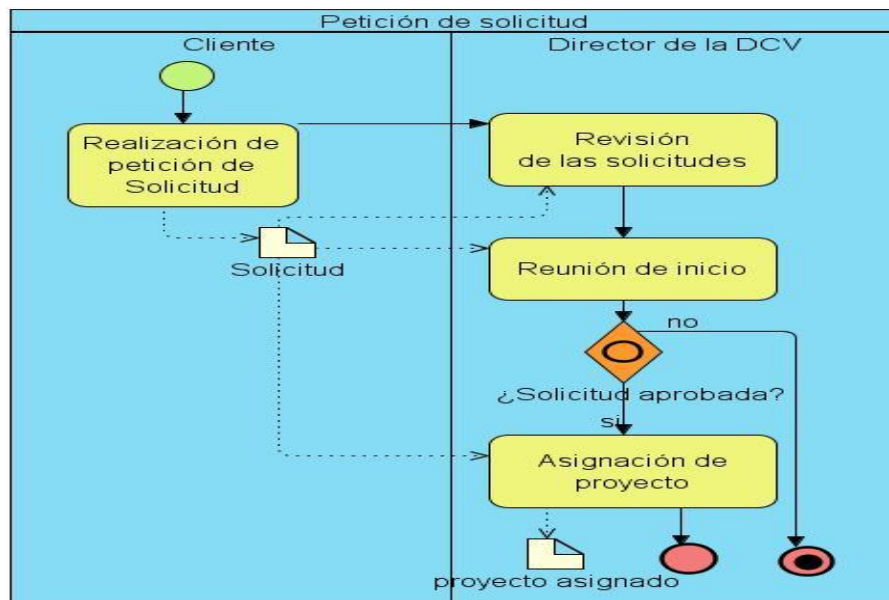 Petición de solicitud
Cliente
Director de la DCV
Realización de
petición de
Solicitud
Revisión
de las solicitudes
Solicitud
Reunión de inicio
no
¿Solicitud aprobada?
si
Asignación de
proyecto
proyecto asignado